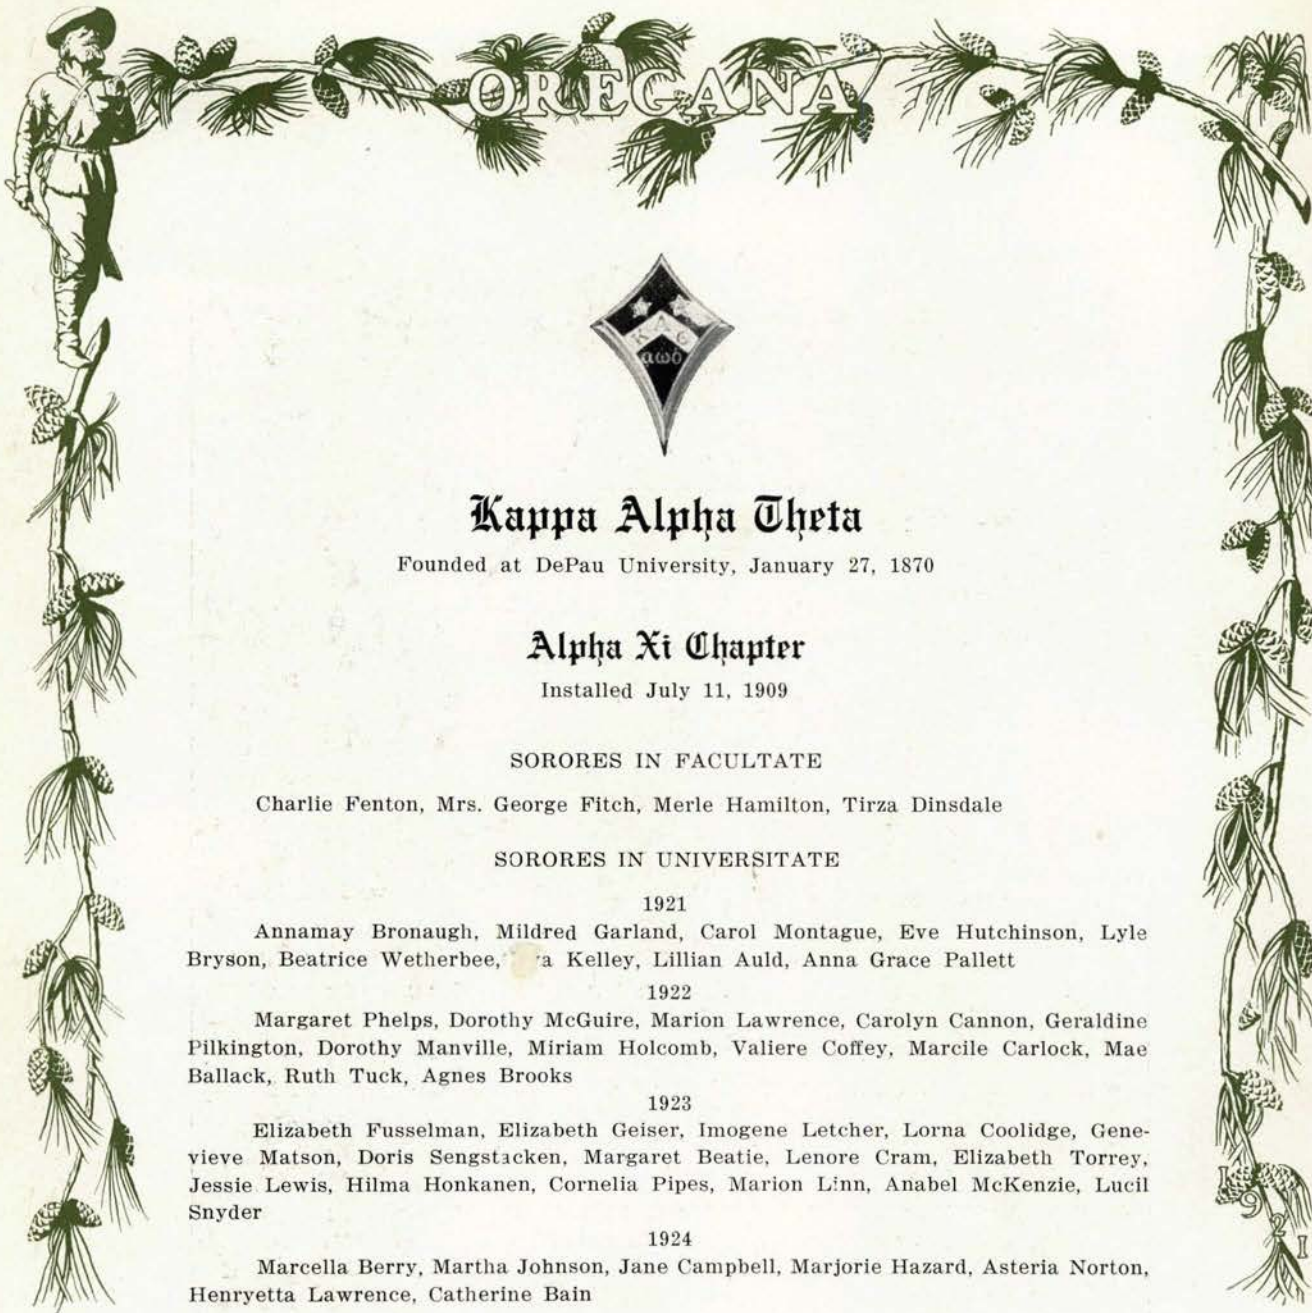 OREGANA
Κ Α Θ
αωο
Kappa Alpha Theta
Founded at DePau University, January 27, 1870
Alpha Xi Chapter
Installed July 11, 1909
SORORES IN FACULTATE
Charlie Fenton, Mrs. George Fitch, Merle Hamilton, Tirza Dinsdale
SORORES IN UNIVERSITATE
1921
Annamay Bronaugh, Mildred Garland, Carol Montague, Eve Hutchinson, Lyle
Bryson, Beatrice Wetherbee, Kelley, Lillian Auld, Anna Grace Pallett
1922
Margaret Phelps, Dorothy McGuire, Marion Lawrence, Carolyn Cannon, Geraldine
Pilkington, Dorothy Manville, Miriam Holcomb, Valiere Coffey, Marcile Carlock, Mae
Ballack, Ruth Tuck, Agnes Brooks
1923
Elizabeth Fusselman, Elizabeth Geiser, Imogene Letcher, Lorna Coolidge, Gene-
vieve Matson, Doris Sengstacken, Margaret Beatie, Lenore Cram, Elizabeth Torrey,
Jessie Lewis, Hilma Honkanen, Cornelia Pipes, Marion Linn, Anabel McKenzie, Lucil
Snyder
1924
Marcella Berry, Martha Johnson, Jane Campbell, Marjorie Hazard, Asteria Norton,
Henryetta Lawrence, Catherine Bain
1921